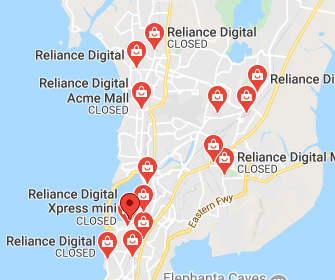 Reliance Digital
CLOSED
Reliance Digital
Reliance Digital
Acme Mall
CLOSED
Reliance Di
Reliance Digital M
CLOSED
Reliance Digital
Xpress mini
CLOSED
Eastern Fwy
Reliance Digital
CLOSED
Elephanta Caves